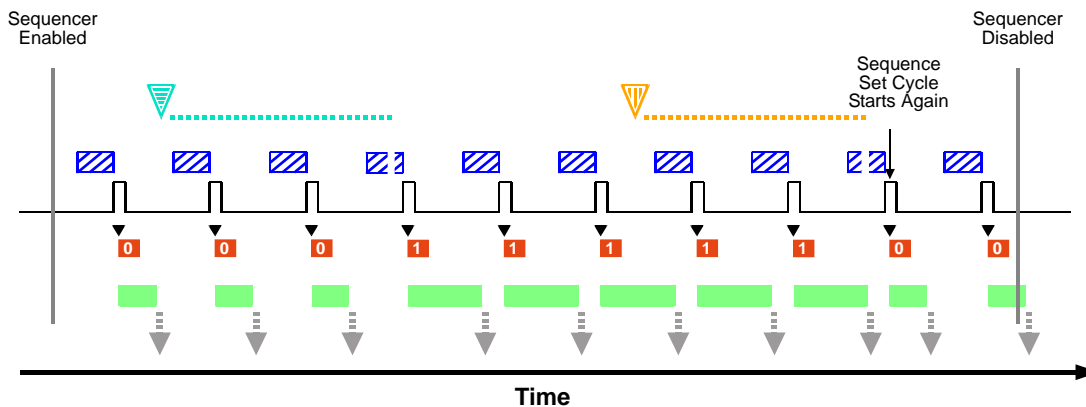 Sequencer
Enabled
Sequencer
Disabled
Sequence
Set Cycle
Starts Again
0 0 0 1 1 1 1 1 0 0
Time